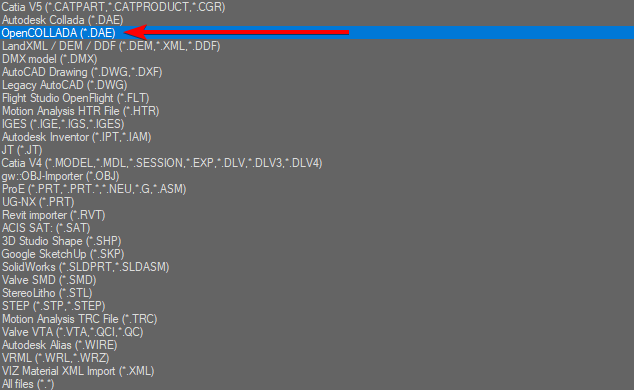 Catia V5 (*.CATPART,*.CATPRODUCT,*.CGR)
Autodesk Collada (*.DAE)
OpenCOLLADA (*.DAE)
LandXML / DEM / DDF (*.DEM,*.XML,*.DDF)
DMX model (*.DMX)
AutoCAD Drawing (*.DWG,*.DXF)
Legacy AutoCAD (*.DWG)
Flight Studio OpenFlight (*.FLT)
Motion Analysis HTR File (*.HTR)
IGES (*.IGE,*.IGS,*.IGES)
Autodesk Inventor (*.IPT,*.IAM)
JT (*.JT)
Catia V4 (*.MODEL,*.MDL,*.SESSION,*.EXP,*.DLV,*.DLV3,*.DLV4)
gw::OBJ-Importer (*.OBJ)
ProE (*.PRT,*.PRT.*,*.NEU,*.G,*.ASM)
UG-NX (*.PRT)
Revit importer (*.RVT)
ACIS SAT: (*.SAT)
3D Studio Shape (*.SHP)
Google SketchUp (*.SKP)
SolidWorks (*.SLDPRT,*.SLDASM)
Valve SMD (*.SMD)
StereoLitho (*.STL)
STEP (*.STP,*.STEP)
Motion Analysis TRC File (*.TRC)
Valve VTA (*.VTA,*.QCI,*.QC)
Autodesk Alias (*.WIRE)
VRML (*.WRL,*.WRZ)
VIZ Material XML Import (*.XML)
All files (*.*)